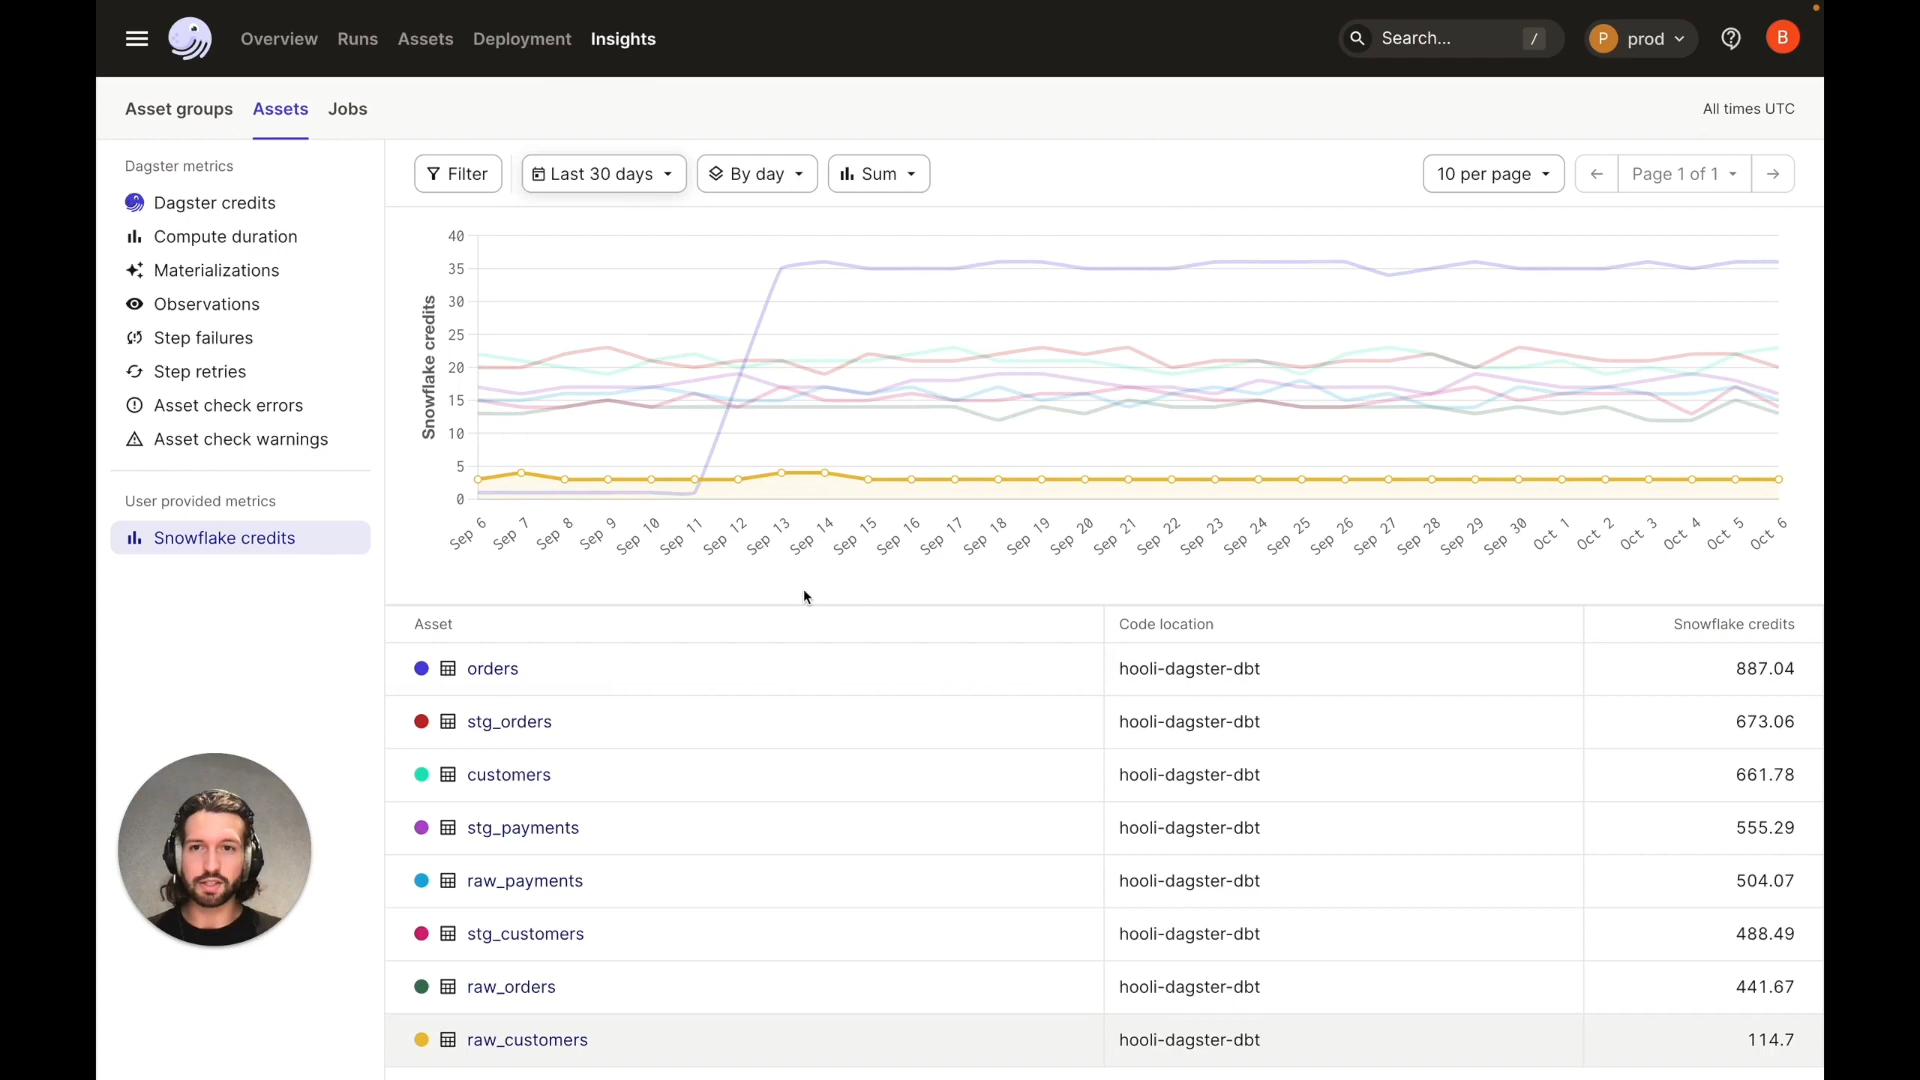 Overview Runs Assets Deployment Insights Search... / P prod B
Asset groups Assets Jobs All times UTC
Dagster metrics
Dagster credits
Compute duration
Materializations
Observations
Step failures
Step retries
Asset check errors
Asset check warnings
User provided metrics
Snowflake credits
Filter Last 30 days By day Sum 10 per page Page 1 of 1
Snowflake credits
40
35
30
25
20
15
10
5
0
Sep 6 Sep 7 Sep 8 Sep 9 Sep 10 Sep 11 Sep 12 Sep 13 Sep 14 Sep 15 Sep 16 Sep 17 Sep 18 Sep 19 Sep 20 Sep 21 Sep 22 Sep 23 Sep 24 Sep 25 Sep 26 Sep 27 Sep 28 Sep 29 Sep 30 Oct 1 Oct 2 Oct 3 Oct 4 Oct 5 Oct 6
Asset Code location Snowflake credits
orders hooli-dagster-dbt 887.04
stg_orders hooli-dagster-dbt 673.06
customers hooli-dagster-dbt 661.78
stg_payments hooli-dagster-dbt 555.29
raw_payments hooli-dagster-dbt 504.07
stg_customers hooli-dagster-dbt 488.49
raw_orders hooli-dagster-dbt 441.67
raw_customers hooli-dagster-dbt 114.7